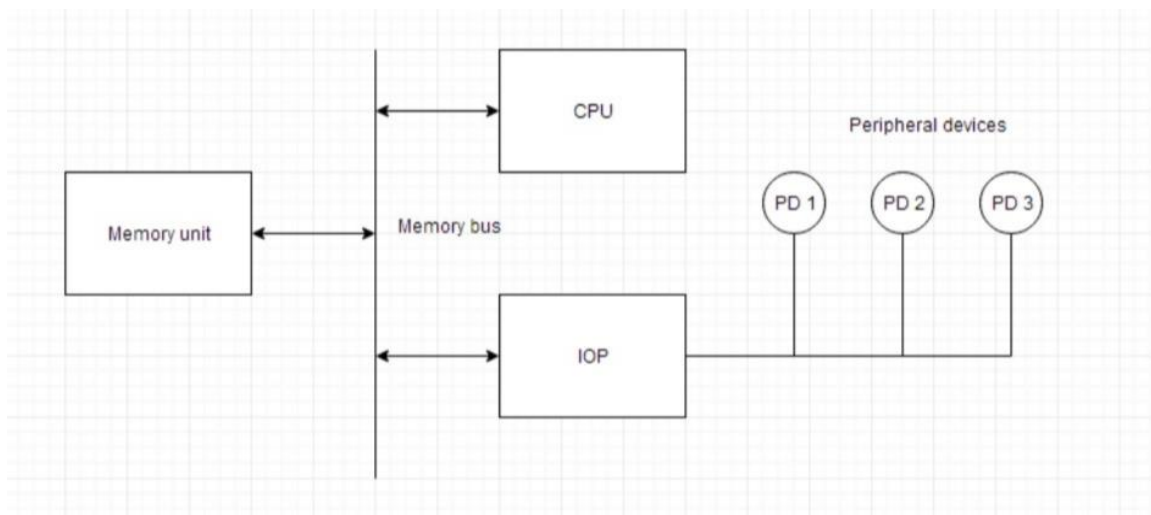 CPU
Peripheral devices
PD 1
PD 2
PD 3
Memory unit
Memory bus
IOP